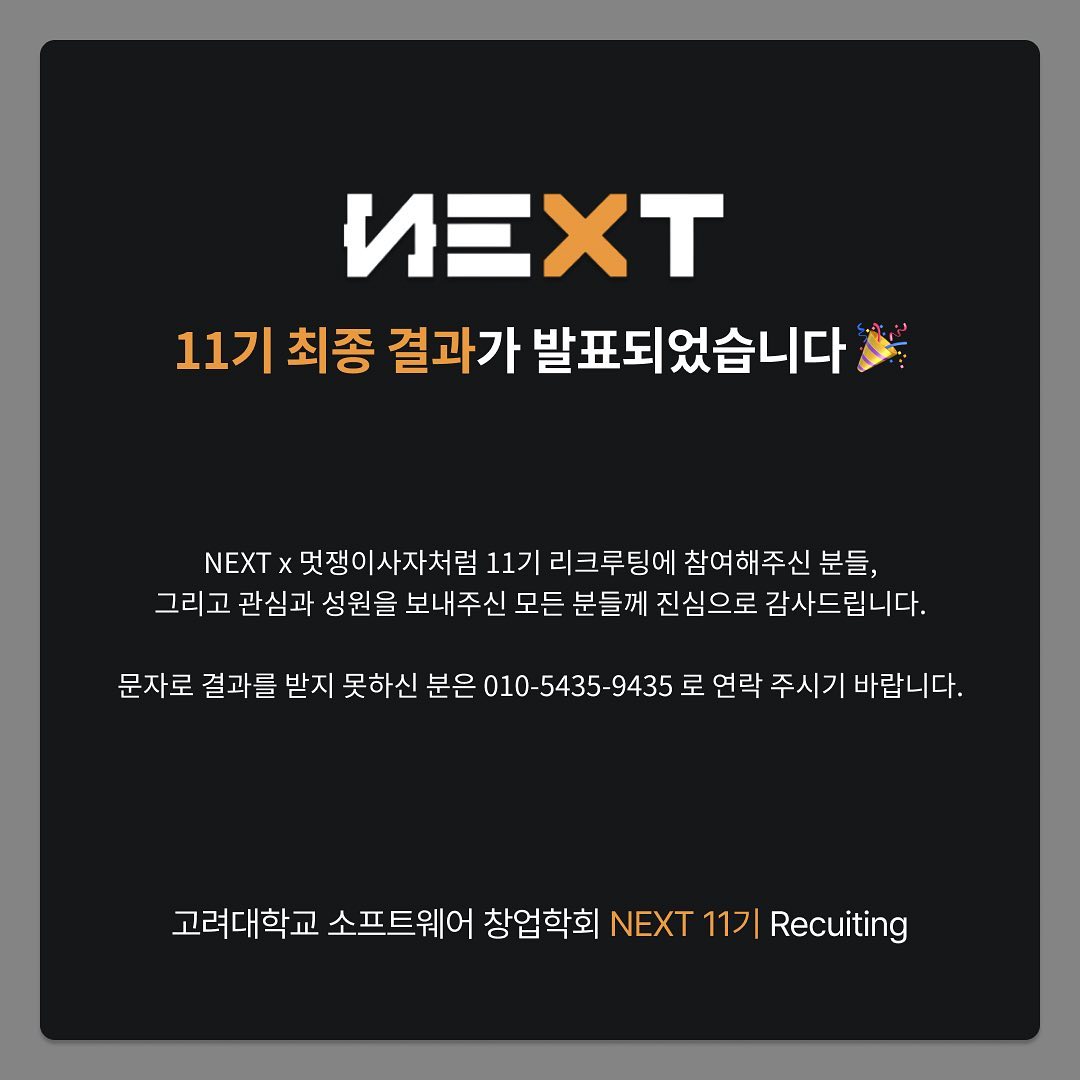 NEXT
11기 최종 결과가 발표되었습니다 🎉
NEXT x 멋쟁이사자처럼 11기 리크루팅에 참여해주신 분들,
그리고 관심과 성원을 보내주신 모든 분들께 진심으로 감사드립니다.
문자로 결과를 받지 못하신 분은 010-5435-9435 로 연락 주시기 바랍니다.
고려대학교 소프트웨어 창업학회 NEXT 11기 Recuiting